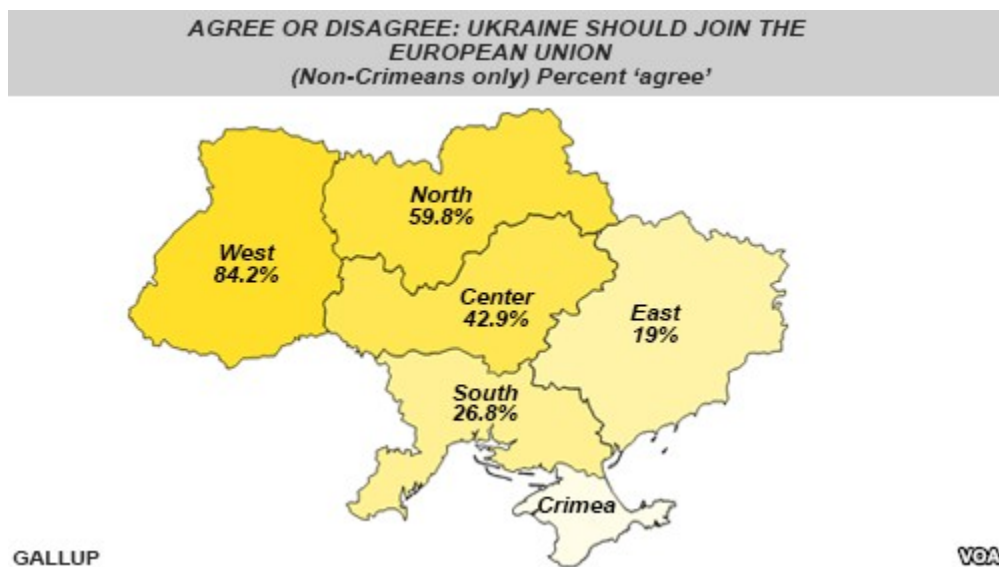 AGREE OR DISAGREE: UKRAINE SHOULD JOIN THE
EUROPEAN UNION
(Non-Crimeans only) Percent ‘agree’
North
59.8%
West
84.2%
Center
42.9%
East
19%
South
26.8%
Crimea
GALLUP
VOA